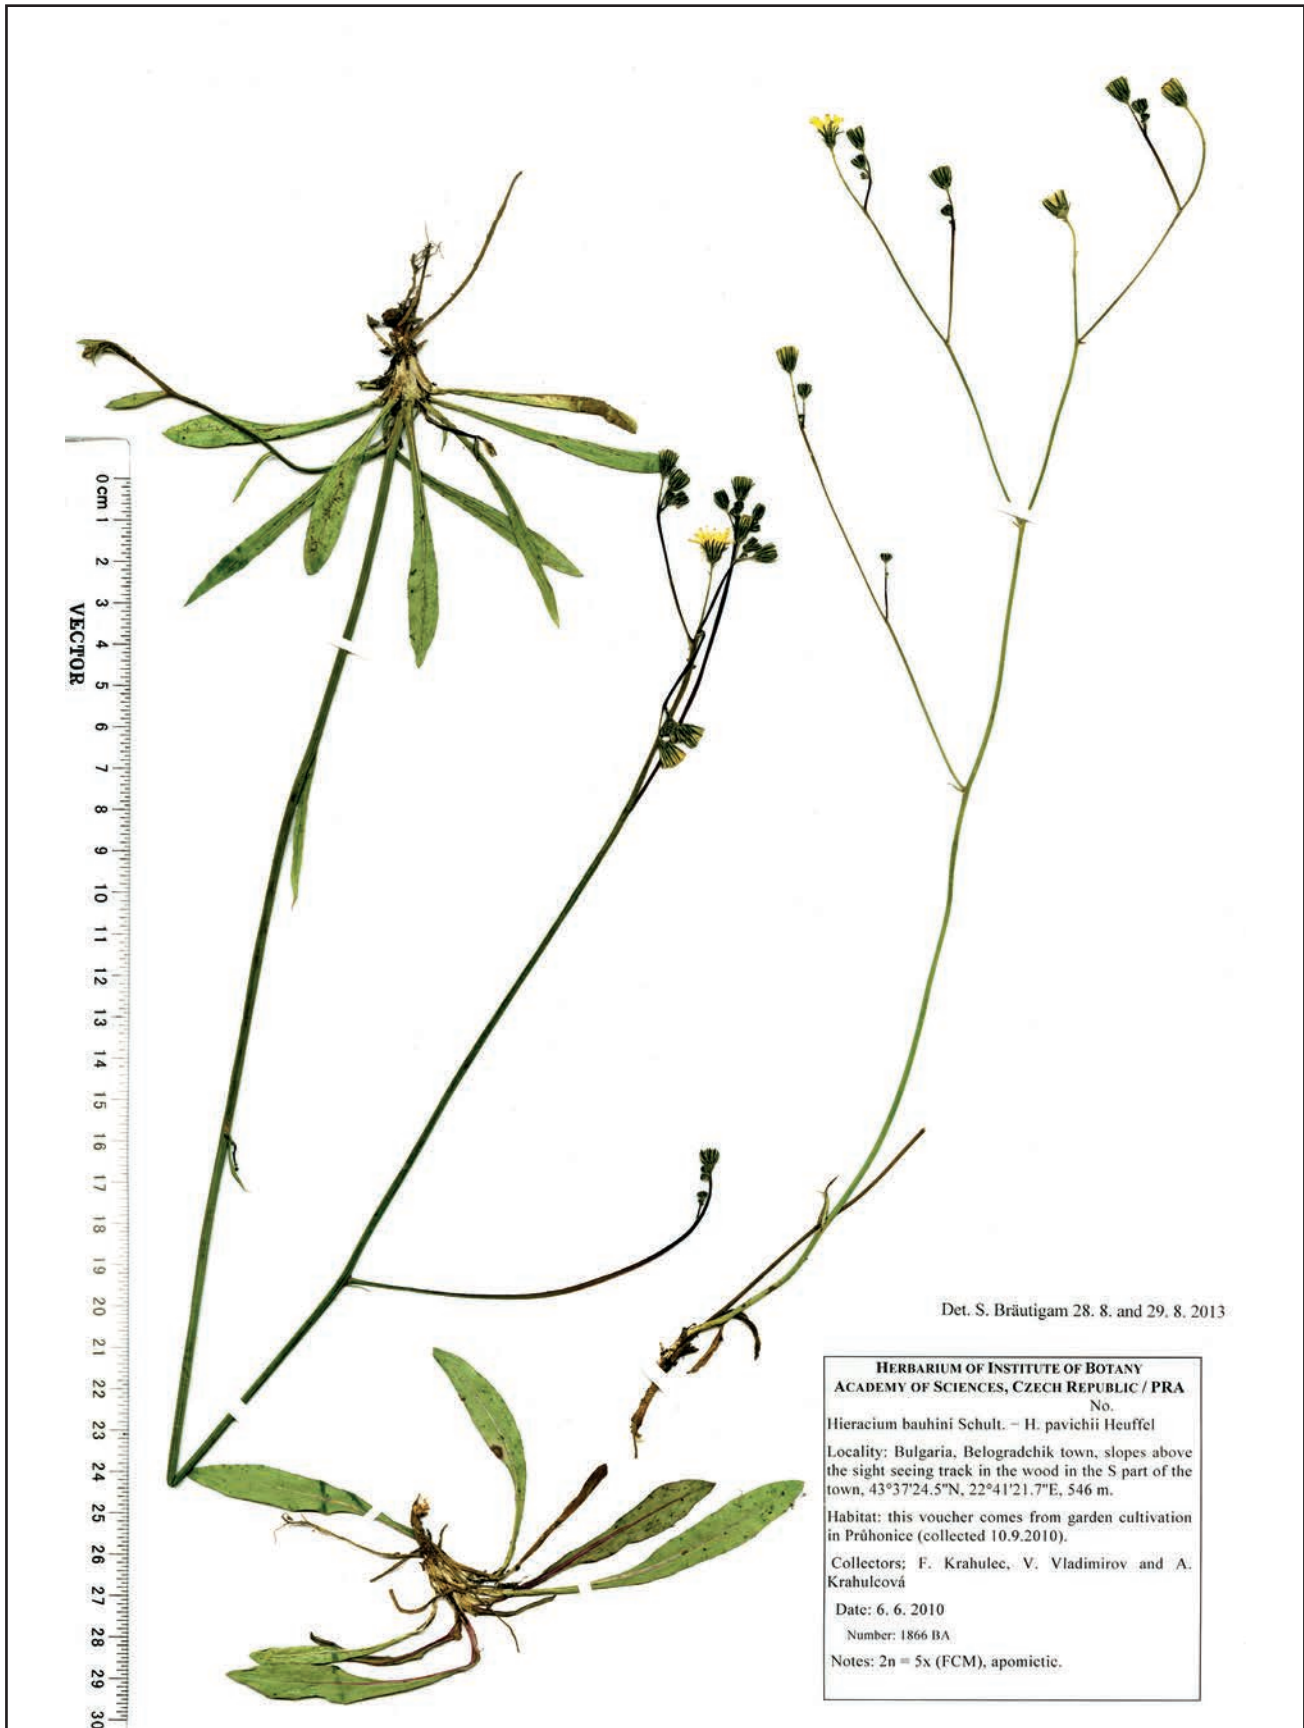 0 cm 1
2
3
VECTOR
4
5
6
7
8
9
10
11
12
13
14
15
16
17
18
19
20
21
22
23
24
25
26
27
28
29
30
Det. S. Bräutigam 28. 8. and 29. 8. 2013
HERBARIUM OF INSTITUTE OF BOTANY
ACADEMY OF SCIENCES, CZECH REPUBLIC / PRA
No.
Hieracium bauhini Schult. – H. pavichii Heuffel
Locality: Bulgaria, Belogradchik town, slopes above
the sight seeing track in the wood in the S part of the
town, 43°37'24.5"N, 22°41'21.7"E, 546 m.
Habitat: this voucher comes from garden cultivation
in Průhonice (collected 10.9.2010).
Collectors: F. Krahulec, V. Vladimirov and A.
Krahulcová
Date: 6. 6. 2010
Number: 1866 BA
Notes: 2n = 5x (FCM), apomictic.